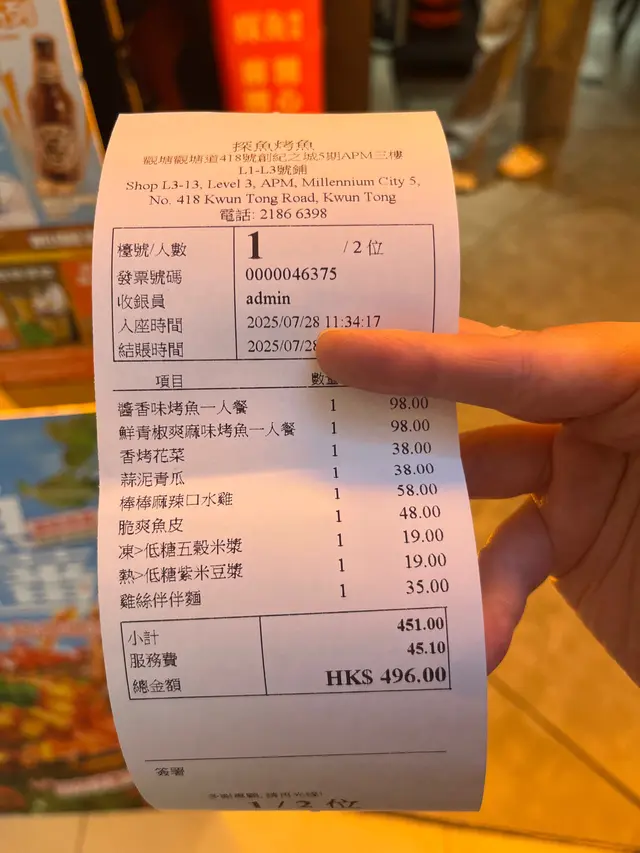 探魚烤魚
觀塘觀塘道418號創紀之城5期APM三樓
L1-L3號鋪
Shop L3-13, Level 3, APM, Millennium City 5,
No. 418 Kwun Tong Road, Kwun Tong
電話: 2186 6398
檯號/人數 1 / 2 位
發票號碼 0000046375
收銀員 admin
入座時間 2025/07/28 11:34:17
結賬時間 2025/07/28
項目 數量
醬香味烤魚一人餐 1 98.00
鮮青椒爽麻味烤魚一人餐 1 98.00
香烤花菜 1 38.00
蒜泥青瓜 1 38.00
棒棒麻辣口水雞 1 58.00
脆爽魚皮 1 48.00
凍>低糖五穀米漿 1 19.00
熱>低糖紫米豆漿 1 19.00
雞絲伴伴麵 1 35.00
小計 451.00
服務費 45.10
總金額 HK$ 496.00
1 / 2 位